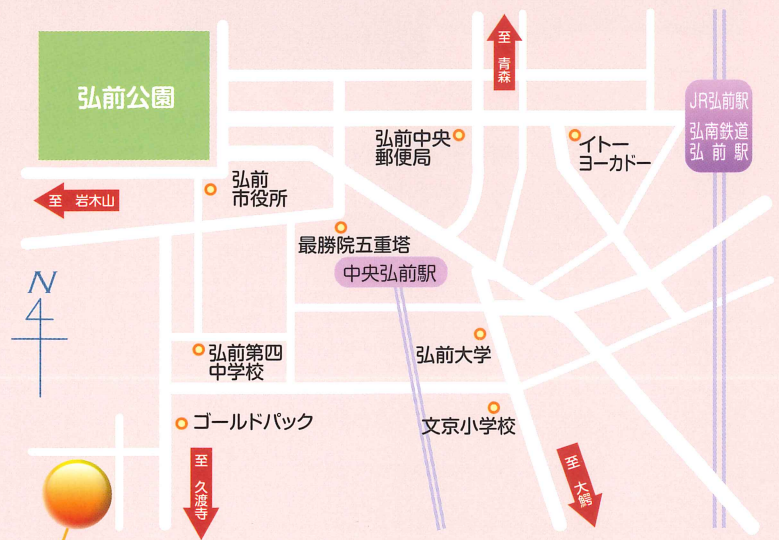 至 青森
弘前公園
JR弘前駅
弘南鉄道
弘前駅
弘前中央
郵便局
イトー
ヨーカドー
至 岩木山
弘前
市役所
最勝院五重塔
中央弘前駅
N
弘前第四
中学校
弘前大学
ゴールドパック
文京小学校
至 久渡寺
至 大鰐